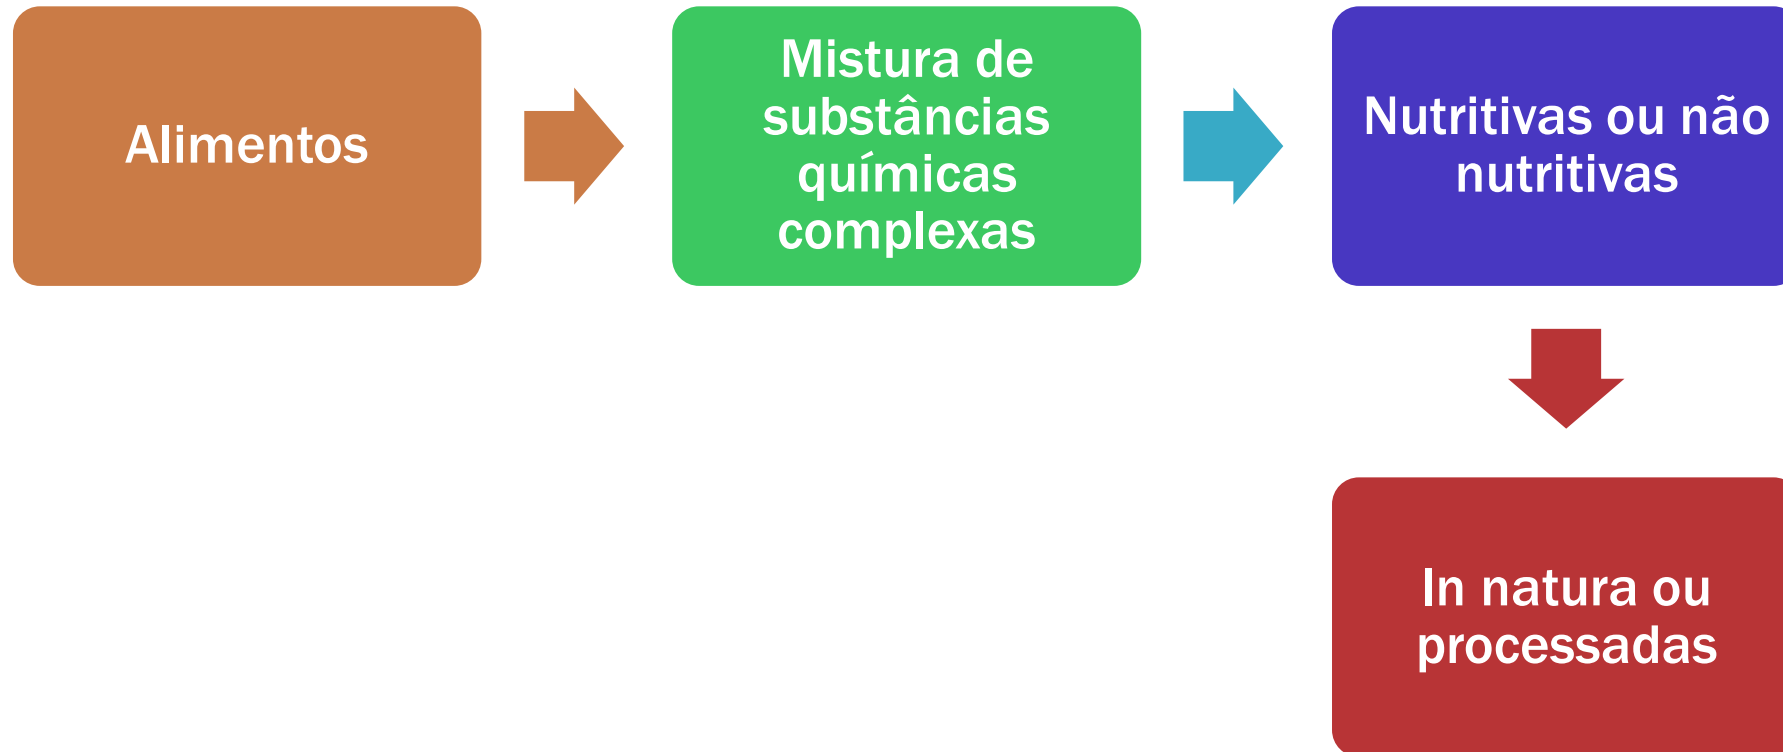 Alimentos
Mistura de
substâncias
químicas
complexas
Nutritivas ou não
nutritivas
In natura ou
processadas